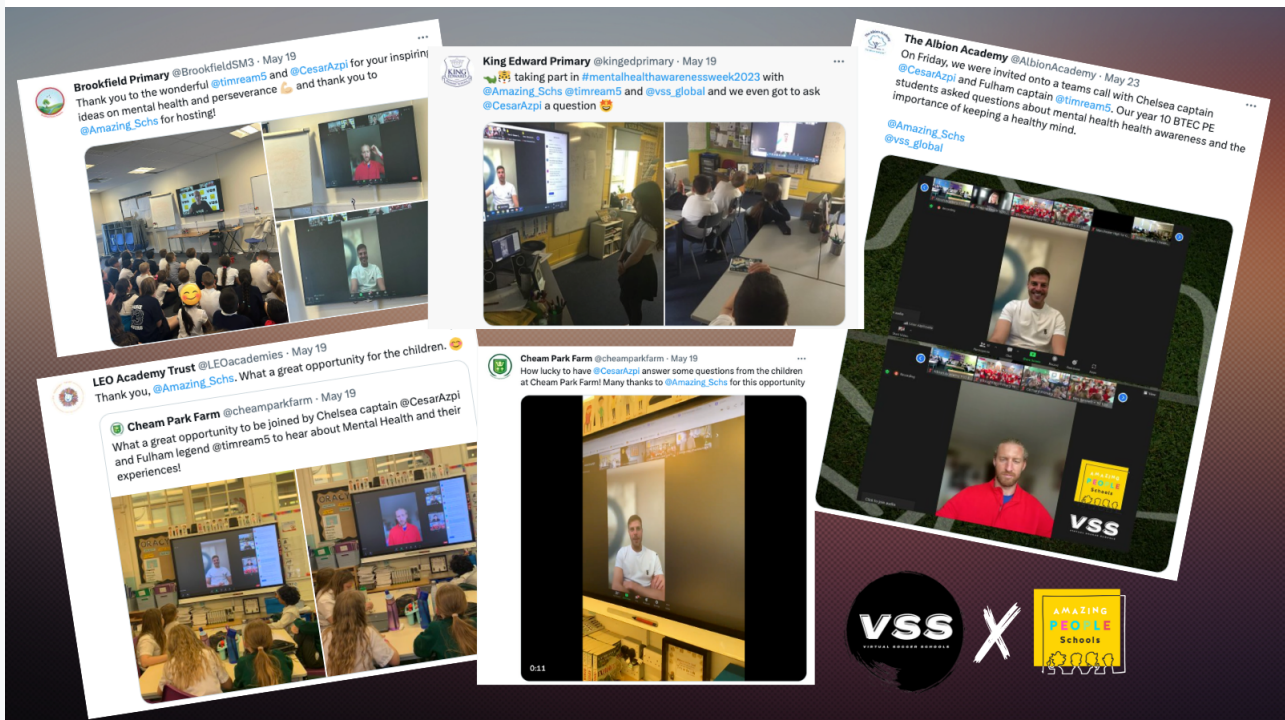 Brookfield Primary @BrookfieldSM3 · May 19
Thank you to the wonderful @timream5 and @CesarAzpi for your inspiring
ideas on mental health and perseverance 💪🏻 and thank you to
@Amazing_Schs for hosting!
KING EDWARD
King Edward Primary @kingedprimary · May 19
🦖🐯 taking part in #mentalhealthawarenessweek2023 with
@Amazing_Schs @timream5 and @vss_global and we even got to ask
@CesarAzpi a question 🤩
The Albion Academy @AlbionAcademy · May 23
On Friday, we were invited onto a teams call with Chelsea captain
@CesarAzpi and Fulham captain @timream5. Our year 10 BTEC PE
students asked questions about mental health health awareness and the
importance of keeping a healthy mind.
@Amazing_Schs
@vss_global
AMAZING
PEOPLE
Schools
VSS
LEO Academy Trust @LEOacademies · May 19
Thank you, @Amazing_Schs. What a great opportunity for the children. 😊
Cheam Park Farm @cheamparkfarm · May 19
What a great opportunity to be joined by Chelsea captain @CesarAzpi
and Fulham legend @timream5 to hear about Mental Health and their
experiences!
ORACY
Cheam Park Farm @cheamparkfarm · May 19
How lucky to have @CesarAzpi answer some questions from the children
at Cheam Park Farm! Many thanks to @Amazing_Schs for this opportunity
0:11
VSS
VIRTUAL SOCCER SCHOOLS
X
AMAZING
PEOPLE
Schools